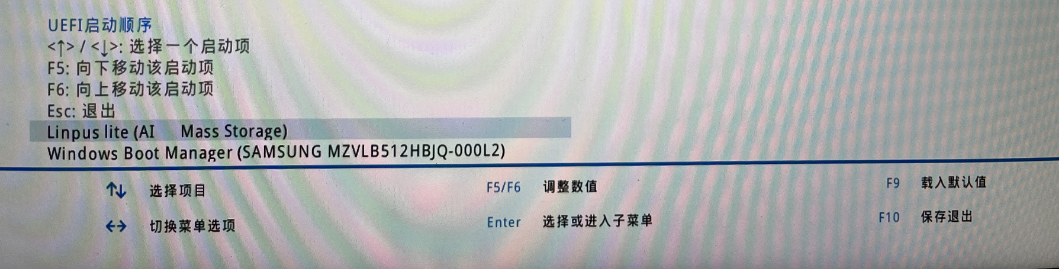 UEFI启动顺序
<↑> / <↓>: 选择一个启动项
F5: 向下移动该启动项
F6: 向上移动该启动项
Esc: 退出
Linpus lite (AI Mass Storage)
Windows Boot Manager (SAMSUNG MZVLB512HBJQ-000L2)
↑↓ 选择项目 F5/F6 调整数值 F9 载入默认值
←→ 切换菜单选项 Enter 选择或进入子菜单 F10 保存退出